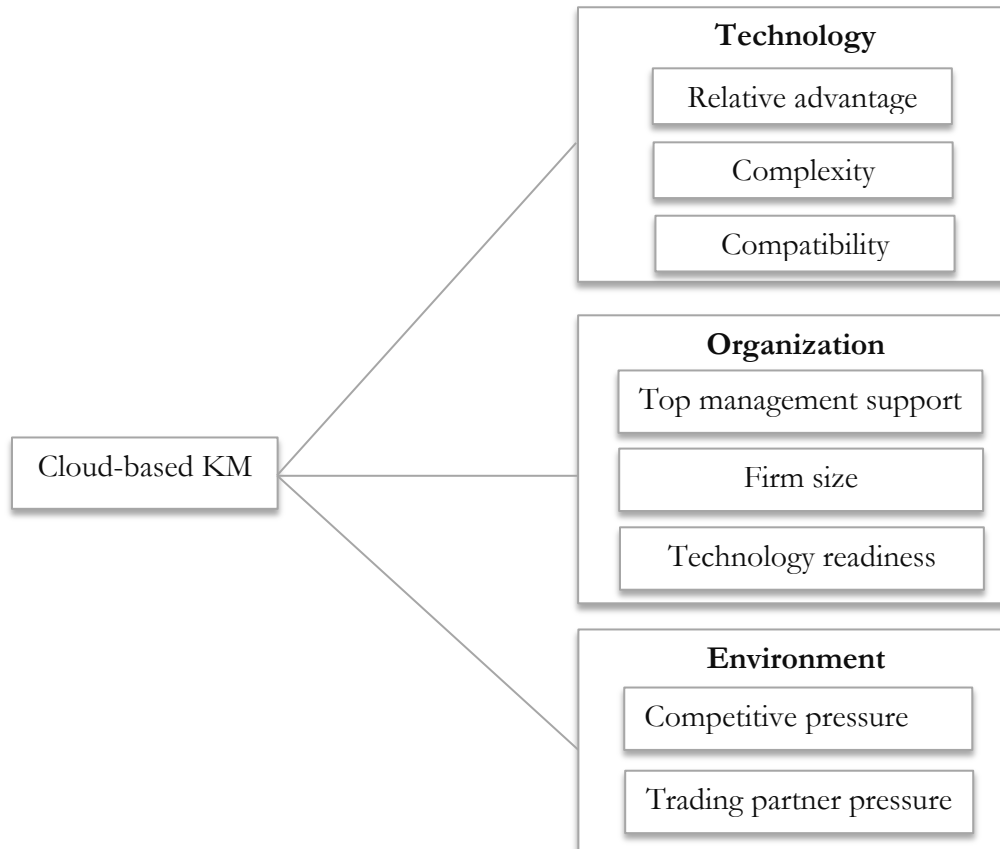 Technology
Relative advantage
Complexity
Compatibility
Organization
Top management support
Firm size
Technology readiness
Cloud-based KM
Environment
Competitive pressure
Trading partner pressure